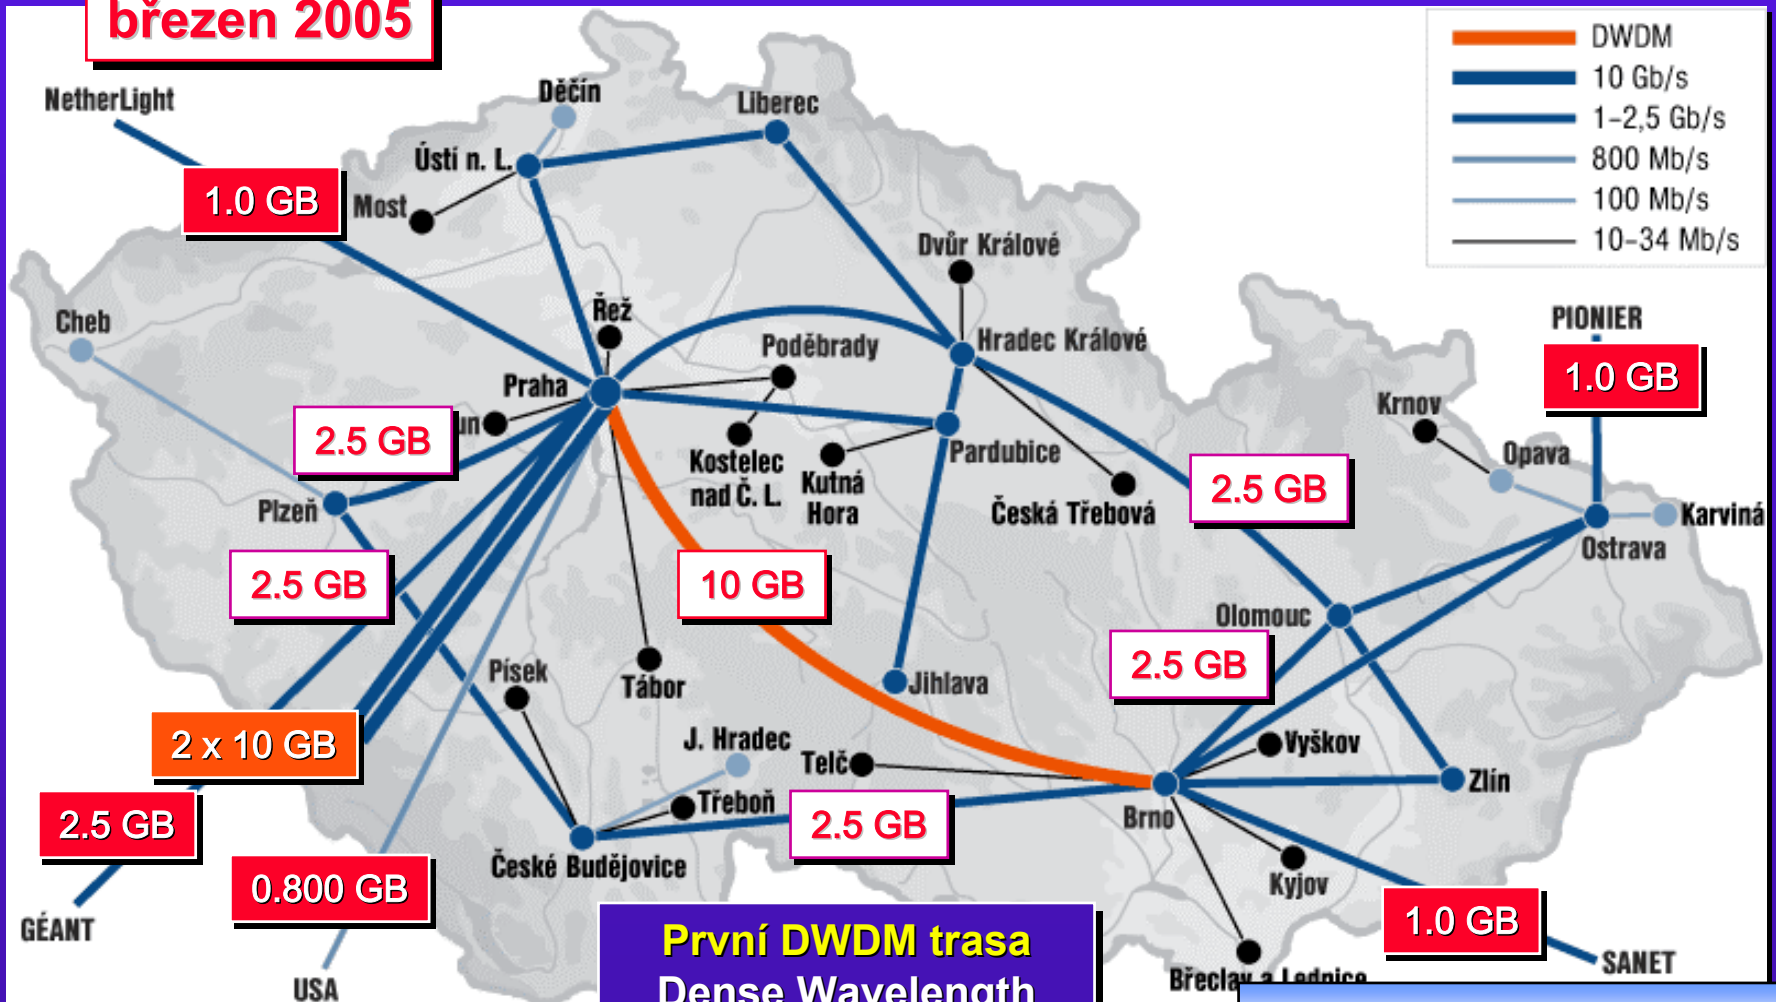 březen 2005
DWDM
10 Gb/s
1–2,5 Gb/s
800 Mb/s
100 Mb/s
10–34 Mb/s
NetherLight
Děčín
Liberec
Ústí n. L.
1.0 GB
Most
Dvůr Králové
Cheb
Řež
Poděbrady
Hradec Králové
PIONIER
1.0 GB
Praha
Krnov
2.5 GB
Kostelec
nad Č. L.
Kutná
Hora
Pardubice
Opava
2.5 GB
Česká Třebová
Karviná
Plzeň
Ostrava
2.5 GB
10 GB
Olomouc
2.5 GB
Písek
Tábor
Jihlava
2 x 10 GB
J. Hradec
Telč
Vyškov
Zlín
Třeboň
2.5 GB
2.5 GB
Brno
České Budějovice
0.800 GB
Kyjov
GÉANT
1.0 GB
První DWDM trasa
SANET
Břeclav a Lednice
USA
Dense Wavelength